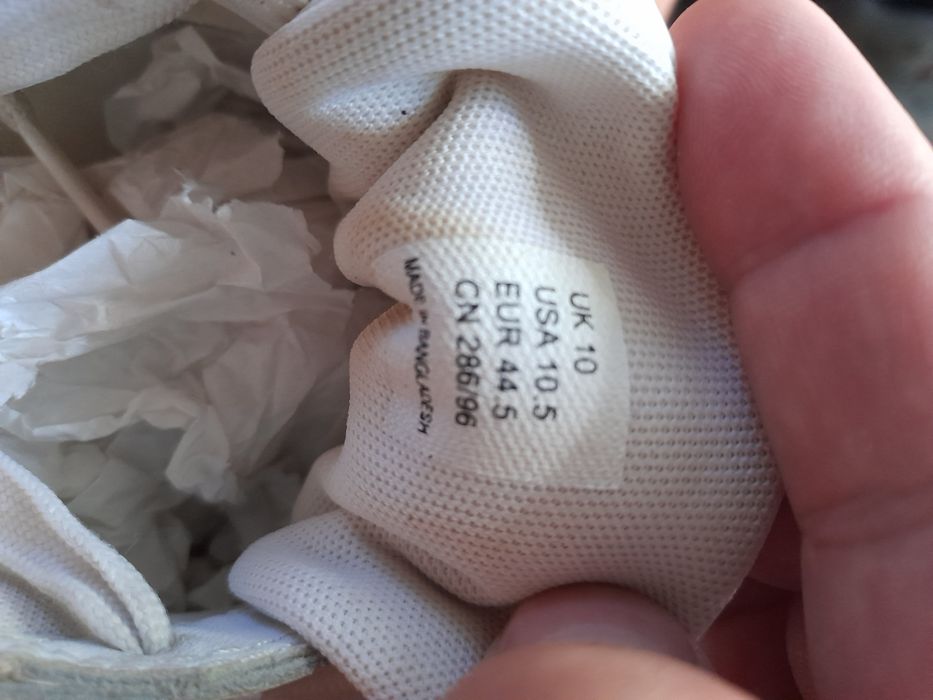 UK 10
USA 10.5
EUR 44.5
CN 286/96
MADE IN BANGLADESH